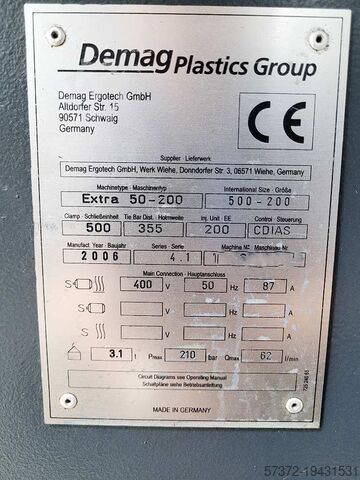 Demag Plastics Group
Demag Ergotech GmbH
Altdorfer Str. 15
90571 Schwaig
Germany
CE
Supplier · Lieferwerk
Demag Ergotech GmbH, Werk Wiehe, Donndorfer Str. 3, 06571 Wiehe, Germany
Machinetype · Maschinentyp International Size · Größe
Extra 50-200 500-200
Clamp · Schließeinheit Tie Bar Dist. · Holmweite Inj. Unit · EE Control · Steuerung
500 355 200 CDIAS
Manufact. Year · Baujahr Series · Serie Machine No · Maschinen-Nr.
2006 4.1
Main Connection · Hauptanschluss
S 400 V 50 Hz 87 A
S V Hz A
S V Hz A
3.1 t Pmax 210 bar Qmax 62 l/min
Circuit Diagrams see Operating Manual
Schaltpläne siehe Betriebsanleitung
MADE IN GERMANY
57372-19431531